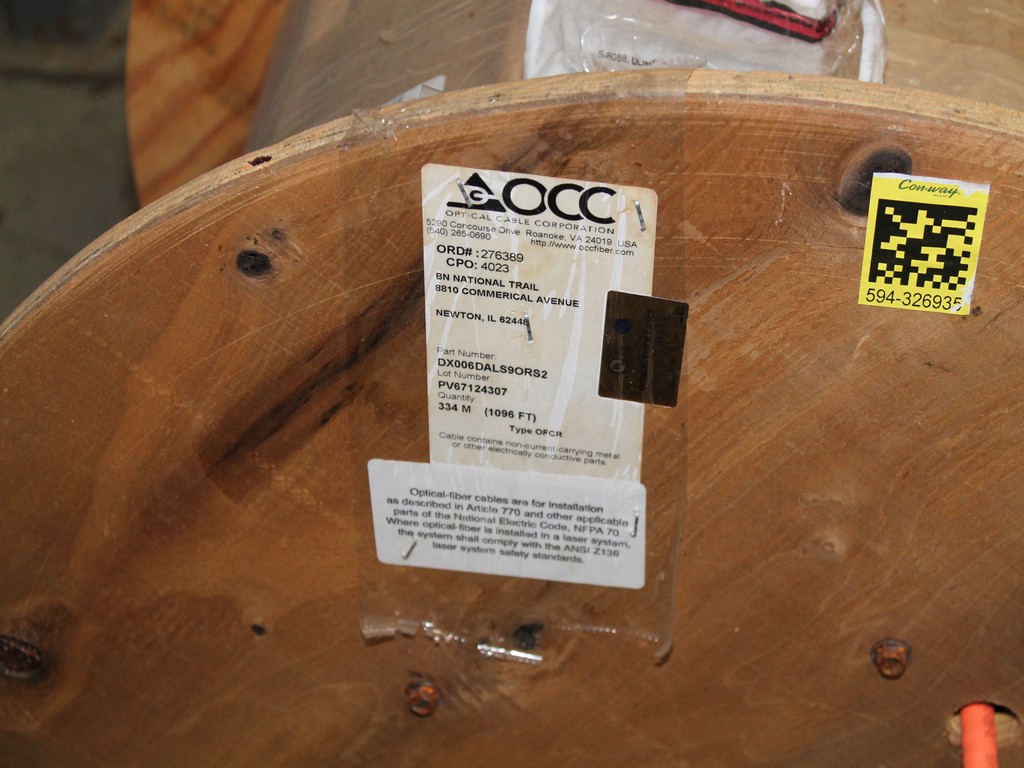 S-8088, ULINE
OCC
OPTICAL CABLE CORPORATION
5290 Concourse Drive Roanoke, VA 24019 USA
(540) 265-0690 http://www.occfiber.com
ORD# : 276389
CPO: 4023
BN NATIONAL TRAIL
8810 COMMERICAL AVENUE
NEWTON, IL 62448
Part Number
DX006DALS9ORS2
Lot Number
PV67124307
Quantity
334 M (1096 FT)
Type OFCR
Cable contains non-current-carrying metal
or other electrically conductive parts.
Optical-fiber cables are for installation
as described in Article 770 and other applicable
parts of the National Electric Code, NFPA 70.
Where optical-fiber is installed in a laser system,
the system shall comply with the ANSI Z136
laser system safety standards.
Con-way
594-326935